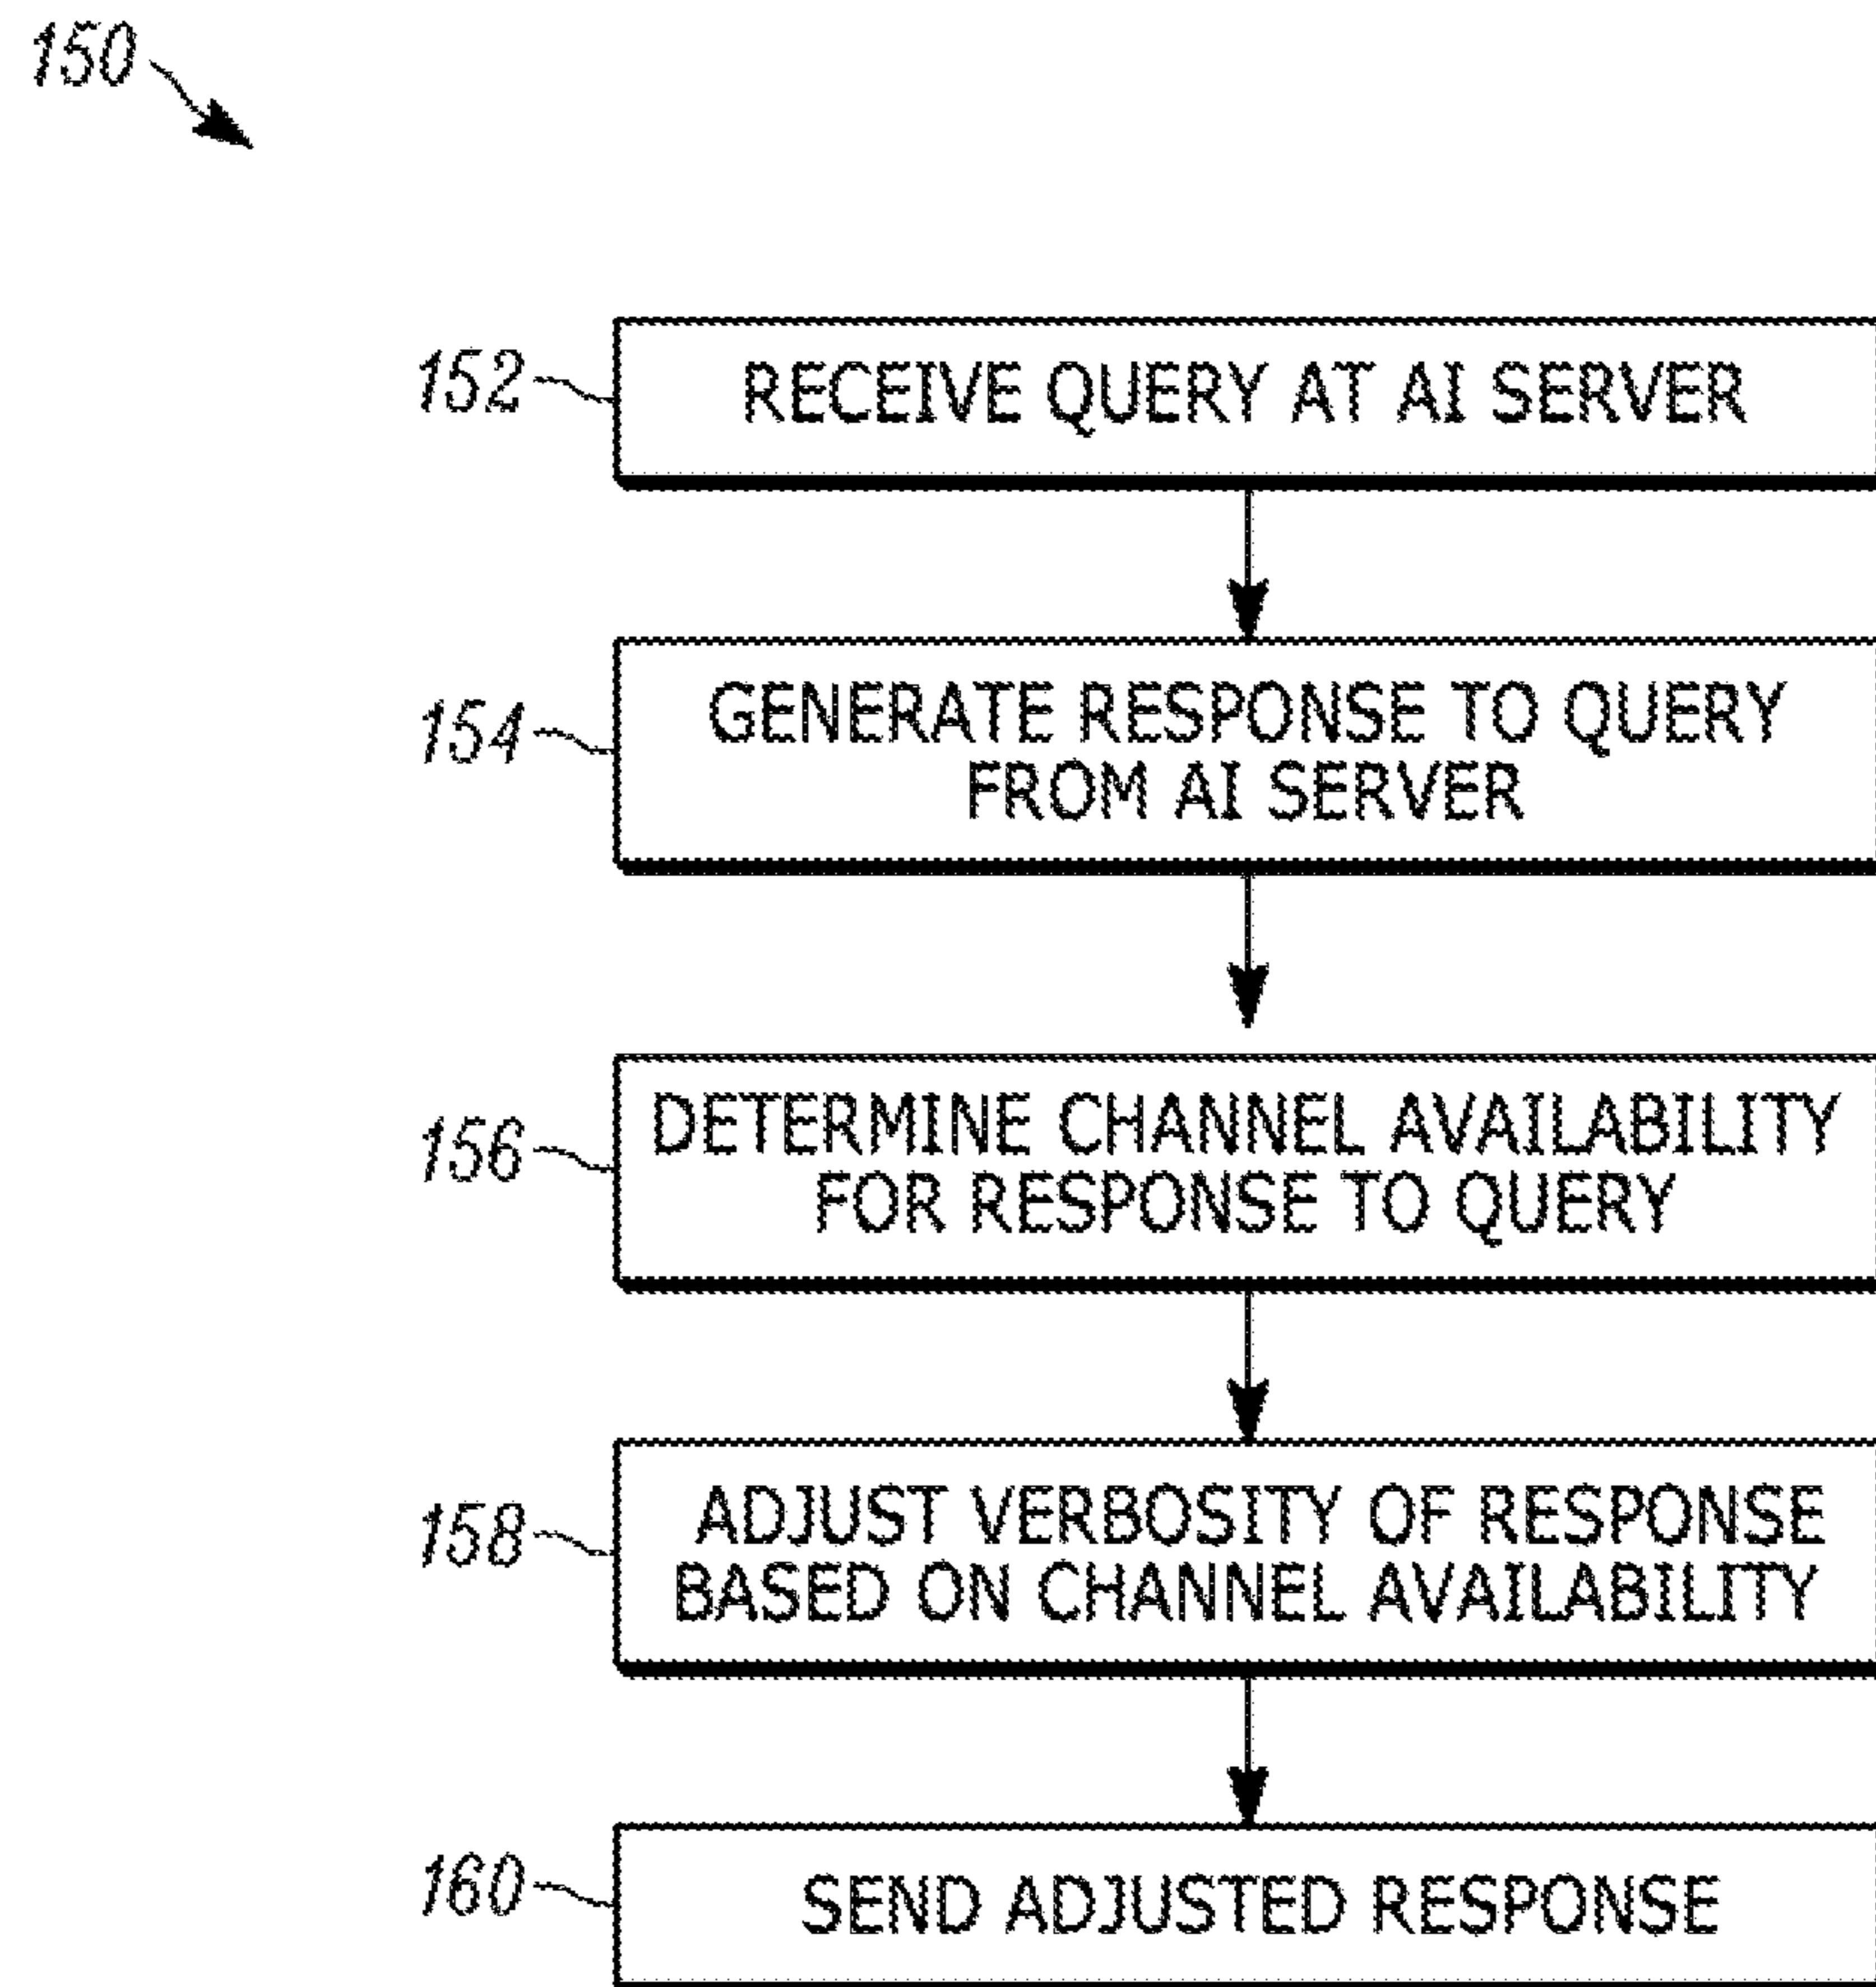 150
152
RECEIVE QUERY AT AI SERVER
154
GENERATE RESPONSE TO QUERY
FROM AI SERVER
156
DETERMINE CHANNEL AVAILABILITY
FOR RESPONSE TO QUERY
158
ADJUST VERBOSITY OF RESPONSE
BASED ON CHANNEL AVAILABILITY
160
SEND ADJUSTED RESPONSE